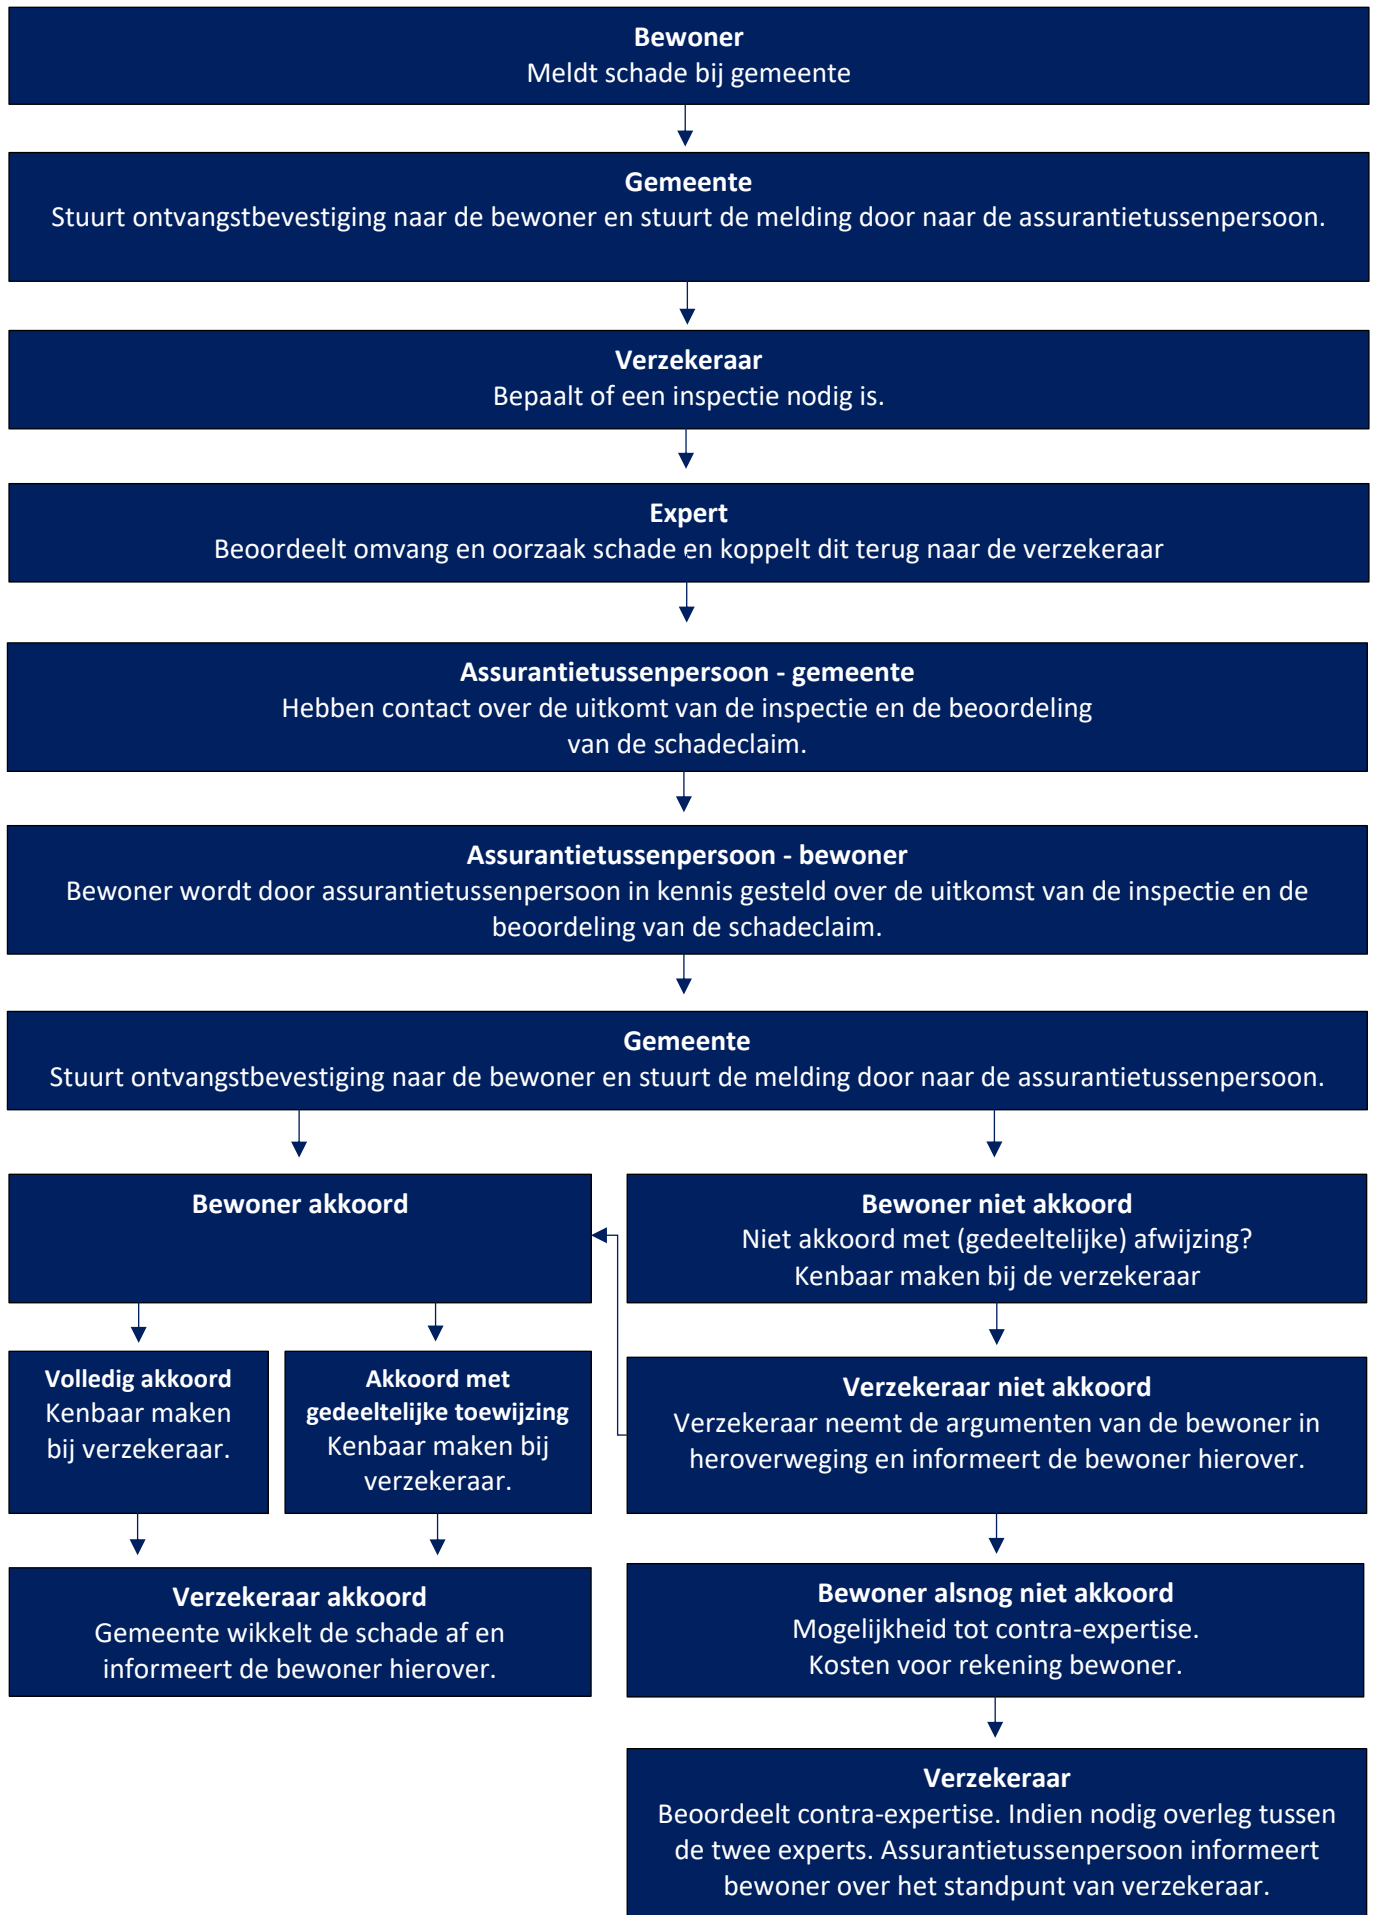 Bewoner
Meldt schade bij gemeente
Gemeente
Stuurt ontvangstbevestiging naar de bewoner en stuurt de melding door naar de assurantietussenpersoon.
Verzekeraar
Bepaalt of een inspectie nodig is.
Expert
Beoordeelt omvang en oorzaak schade en koppelt dit terug naar de verzekeraar
Assurantietussenpersoon - gemeente
Hebben contact over de uitkomt van de inspectie en de beoordeling
van de schadeclaim.
Assurantietussenpersoon - bewoner
Bewoner wordt door assurantietussenpersoon in kennis gesteld over de uitkomst van de inspectie en de
beoordeling van de schadeclaim.
Gemeente
Stuurt ontvangstbevestiging naar de bewoner en stuurt de melding door naar de assurantietussenpersoon.
Bewoner akkoord
Bewoner niet akkoord
Niet akkoord met (gedeeltelijke) afwijzing?
Kenbaar maken bij de verzekeraar
Volledig akkoord
Kenbaar maken
bij verzekeraar.
Akkoord met
gedeeltelijke toewijzing
Kenbaar maken bij
verzekeraar.
Verzekeraar niet akkoord
Verzekeraar neemt de argumenten van de bewoner in
heroverweging en informeert de bewoner hierover.
Verzekeraar akkoord
Gemeente wikkelt de schade af en
informeert de bewoner hierover.
Bewoner alsnog niet akkoord
Mogelijkheid tot contra-expertise.
Kosten voor rekening bewoner.
Verzekeraar
Beoordeelt contra-expertise. Indien nodig overleg tussen
de twee experts. Assurantietussenpersoon informeert
bewoner over het standpunt van verzekeraar.